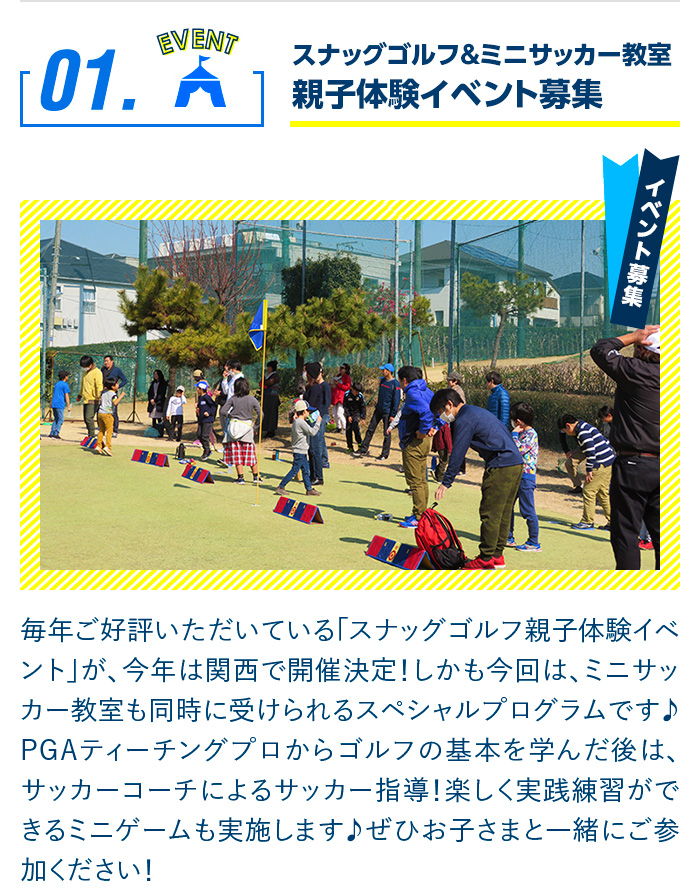 01.
EVENT
スナッグゴルフ&ミニサッカー教室
親子体験イベント募集
イベント募集
毎年ご好評いただいている「スナッグゴルフ親子体験イベ
ント」が、今年は関西で開催決定！しかも今回は、ミニサッ
カー教室も同時に受けられるスペシャルプログラムです♪
PGAティーチングプロからゴルフの基本を学んだ後は、
サッカーコーチによるサッカー指導！楽しく実践練習がで
きるミニゲームも実施します♪ぜひお子さまと一緒にご参
加ください！